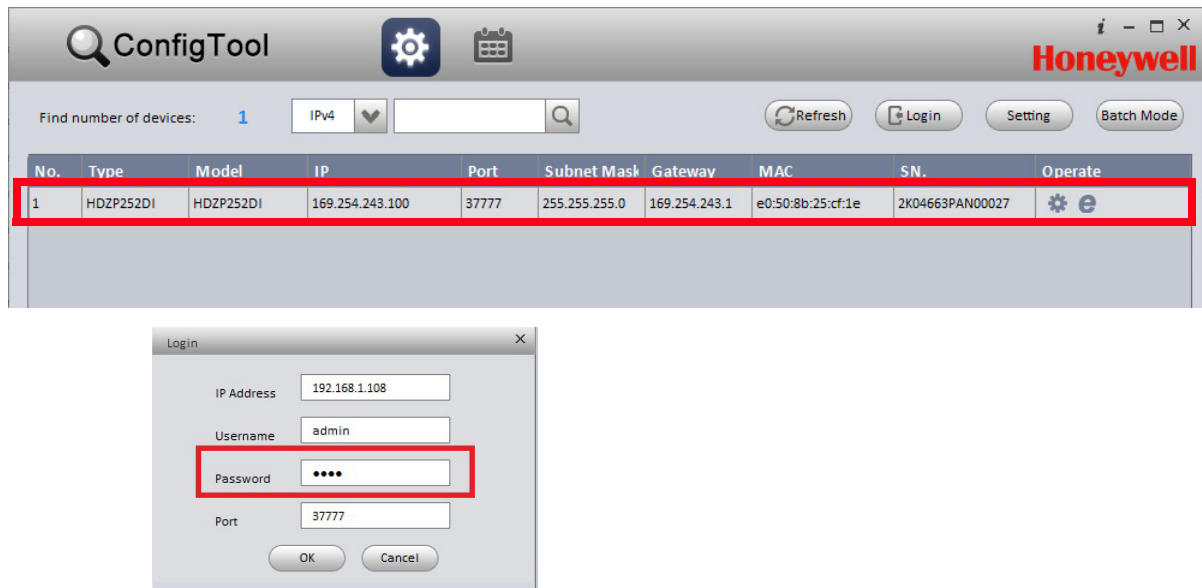 ConfigTool
i
Honeywell
Find number of devices: 1 IPv4 Refresh Login Setting Batch Mode
No. Type Model IP Port Subnet Mask Gateway MAC SN. Operate
1 HDZP252DI HDZP252DI 169.254.243.100 37777 255.255.255.0 169.254.243.1 e0:50:8b:25:cf:1e 2K04663PAN00027
Login
IP Address 192.168.1.108
Username admin
Password ••••
Port 37777
OK Cancel